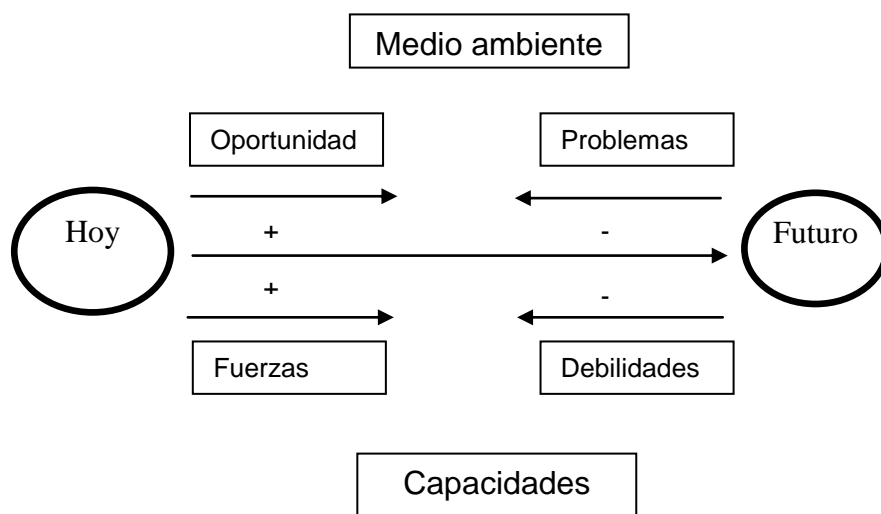 Medio ambiente
Oportunidad
Problemas
Hoy
+
-
Futuro
+
-
Fuerzas
Debilidades
Capacidades